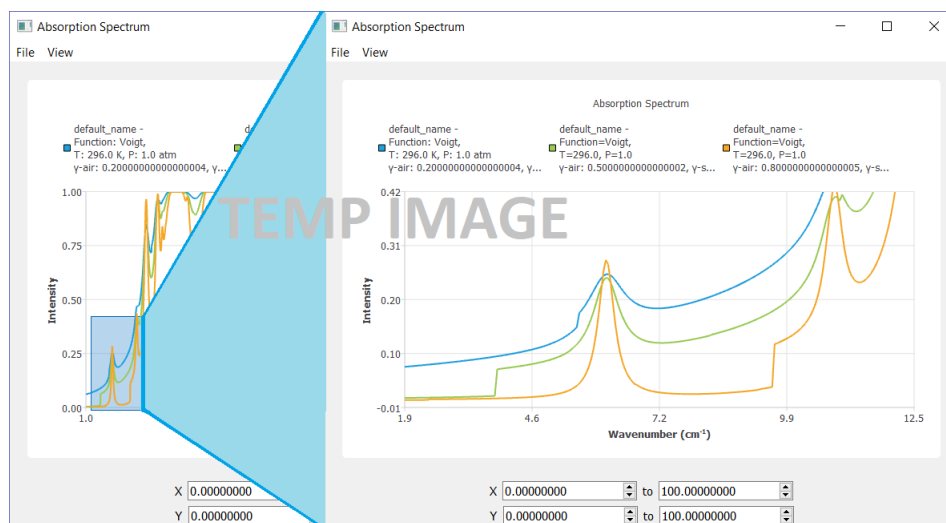 Absorption Spectrum
File View
default_name -
Function: Voigt,
T: 296.0 K, P: 1.0 atm
γ-air: 0.20000000000000004, γ...
1.00
0.75
0.50
0.25
0.00
Intensity
1.0
X 0.00000000
Y 0.00000000
Absorption Spectrum
File View
Absorption Spectrum
default_name -
Function: Voigt,
T: 296.0 K, P: 1.0 atm
γ-air: 0.20000000000000004, γ...
default_name -
Function=Voigt,
T=296.0, P=1.0
γ-air: 0.5000000000000002, γ-s...
default_name -
Function=Voigt,
T=296.0, P=1.0
γ-air: 0.8000000000000005, γ-s...
TEMP IMAGE
0.42
0.31
0.20
0.10
-0.01
Intensity
1.9 4.6 7.2 9.9 12.5
Wavenumber (cm⁻¹)
X 0.00000000 to 100.00000000
Y 0.00000000 to 100.00000000